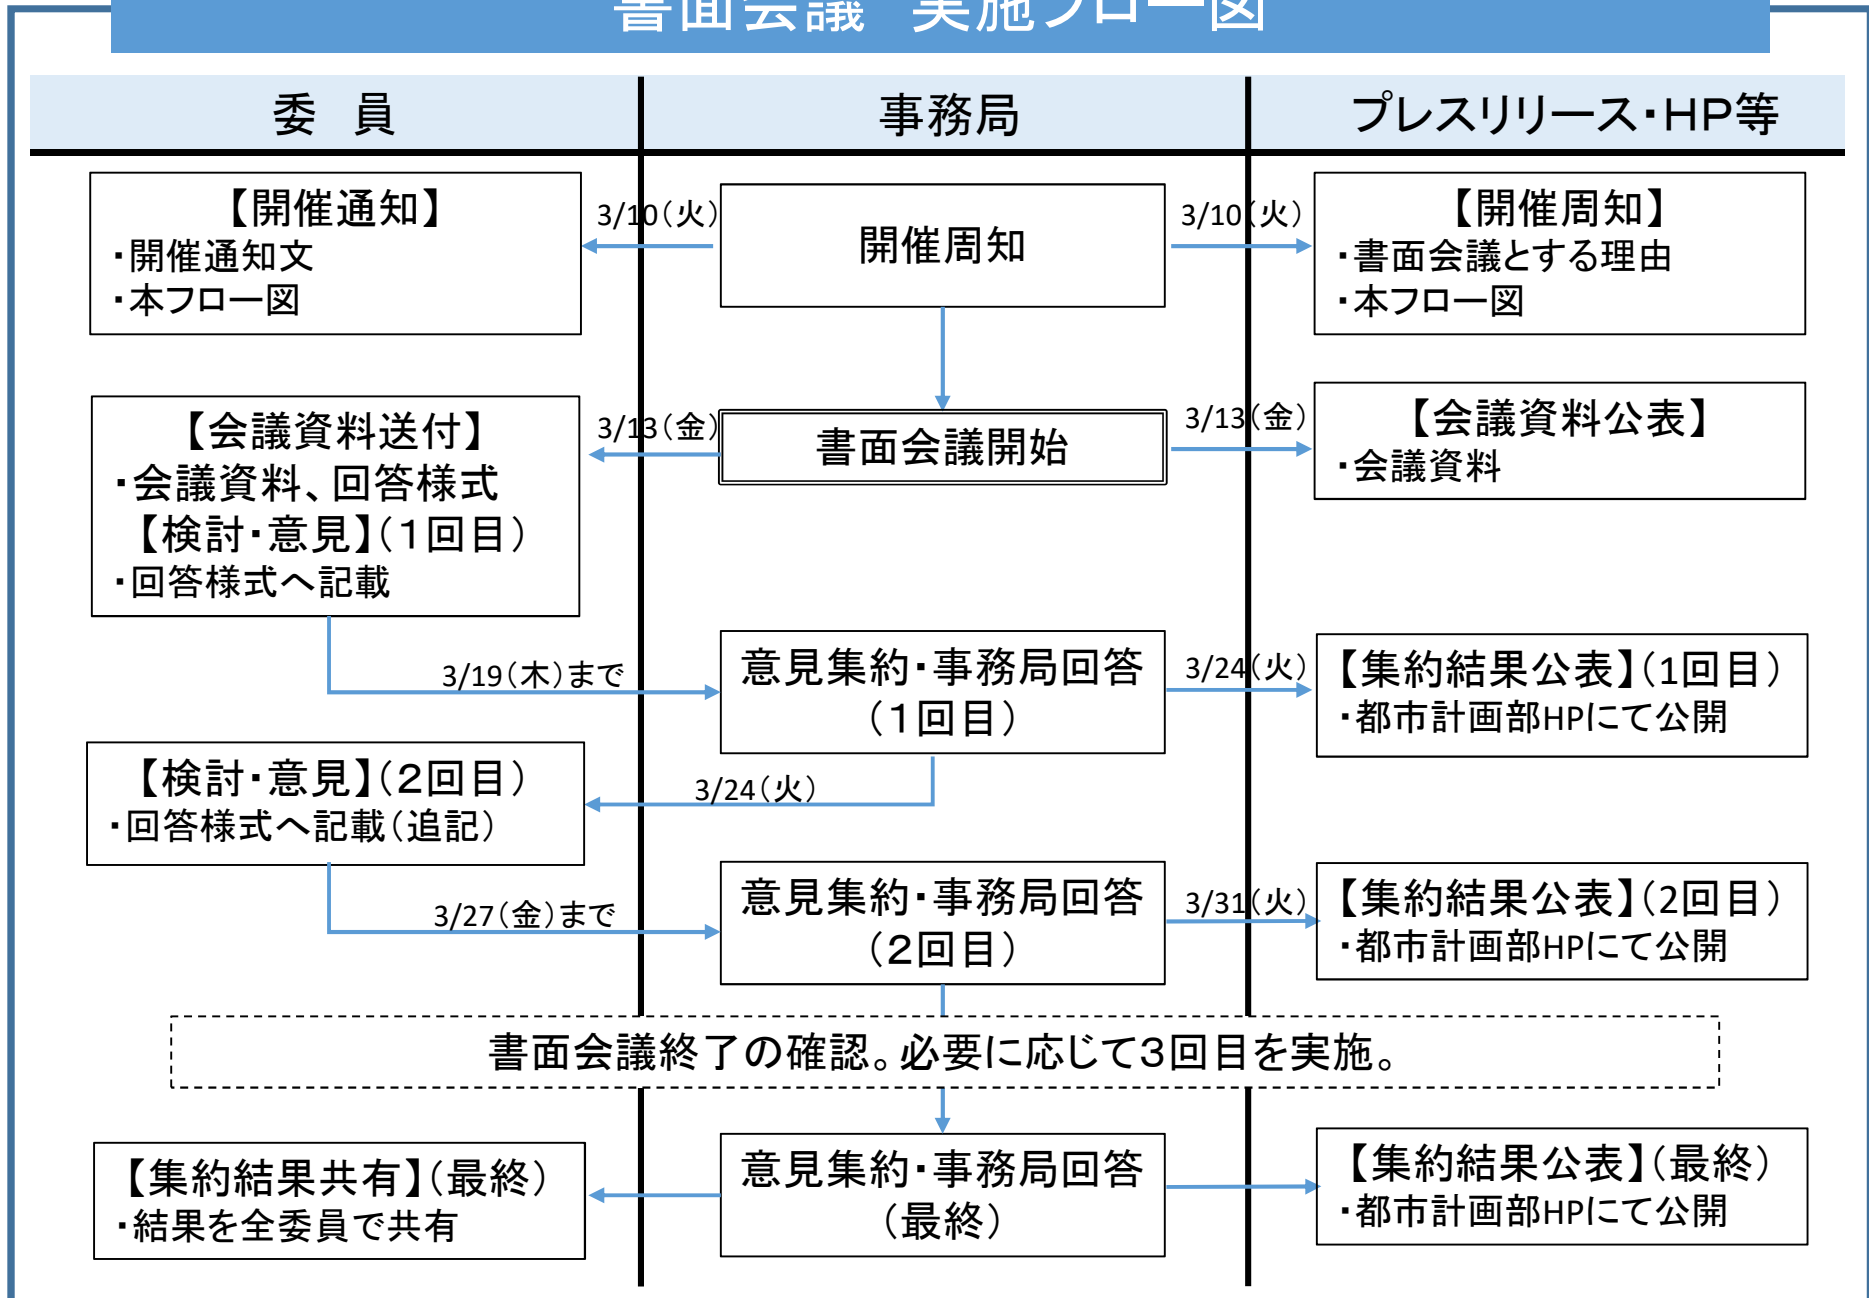 書面会議　実施フロー図
委　員
事務局
プレスリリース・HP等
【開催通知】
・開催通知文
・本フロー図
3/10(火)
開催周知
3/10(火)
【開催周知】
・書面会議とする理由
・本フロー図
【会議資料送付】
・会議資料、回答様式
【検討・意見】(１回目)
・回答様式へ記載
3/13(金)
書面会議開始
3/13(金)
【会議資料公表】
・会議資料
3/19(木)まで
意見集約・事務局回答
(１回目)
3/24(火)
【集約結果公表】(1回目)
・都市計画部HPにて公開
【検討・意見】(２回目)
・回答様式へ記載(追記)
3/24(火)
3/27(金)まで
意見集約・事務局回答
(２回目)
3/31(火)
【集約結果公表】(2回目)
・都市計画部HPにて公開
書面会議終了の確認。必要に応じて３回目を実施。
【集約結果共有】(最終)
・結果を全委員で共有
意見集約・事務局回答
(最終)
【集約結果公表】(最終)
・都市計画部HPにて公開